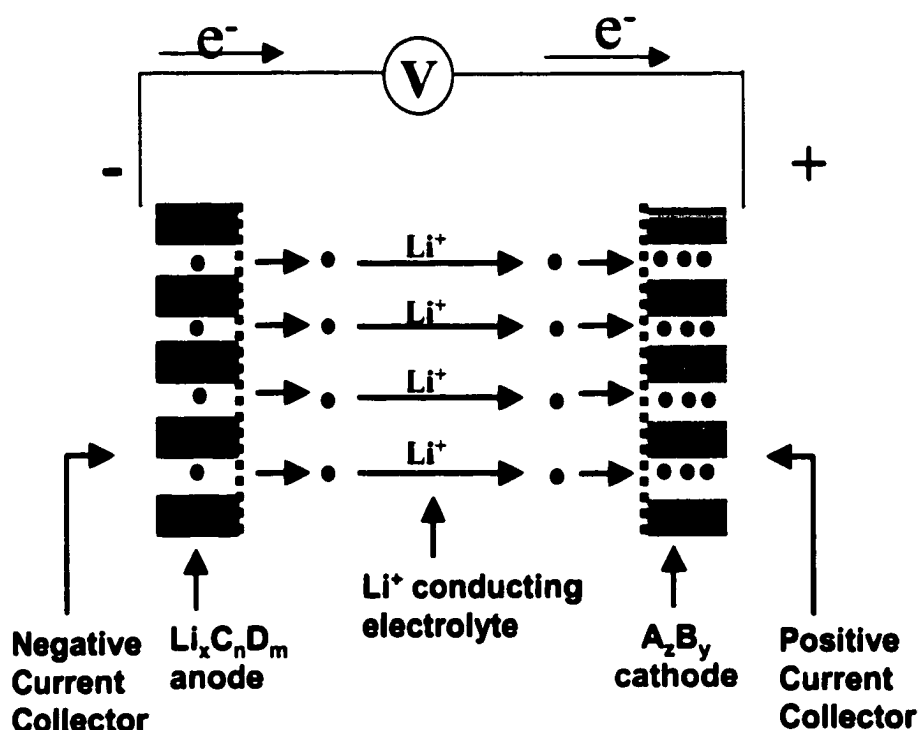 e⁻ e⁻
V
- +
Li⁺
Li⁺
Li⁺
Li⁺
Li⁺ conducting
electrolyte
Negative
Current
Collector
LiₓCₙDₘ
anode
A_zB_y
cathode
Positive
Current
Collector